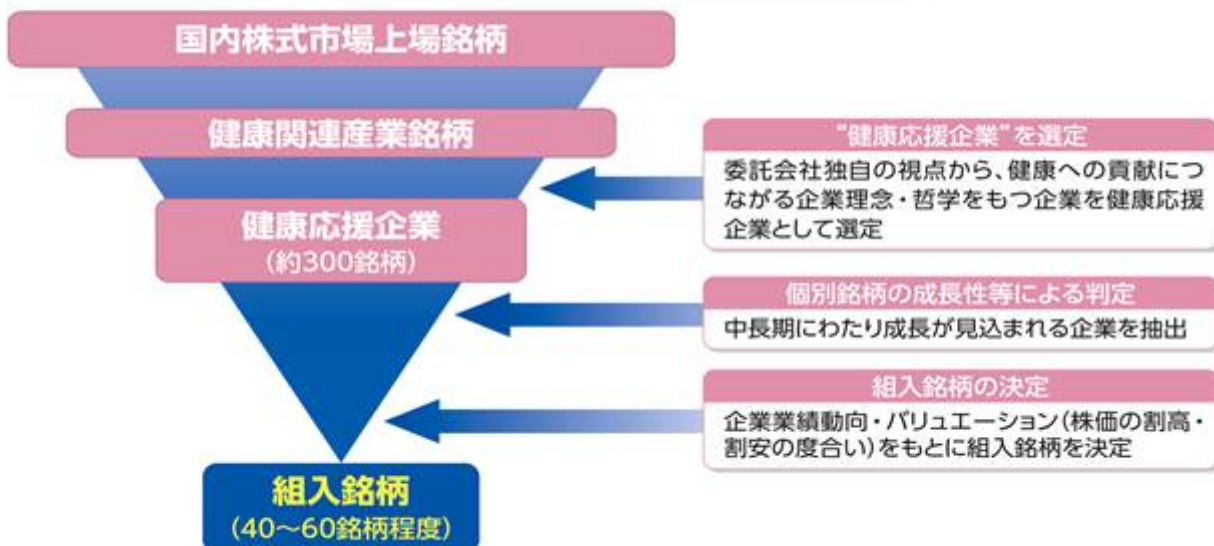 国内株式市場上場銘柄
健康関連産業銘柄
健康応援企業
(約300銘柄)
組入銘柄
(40～60銘柄程度)
“健康応援企業”を選定
委託会社独自の視点から、健康への貢献につ
ながる企業理念・哲学をもつ企業を健康応援
企業として選定
個別銘柄の成長性等による判定
中長期にわたり成長が見込まれる企業を抽出
組入銘柄の決定
企業業績動向・バリュエーション(株価の割高・
割安の度合い)をもとに組入銘柄を決定